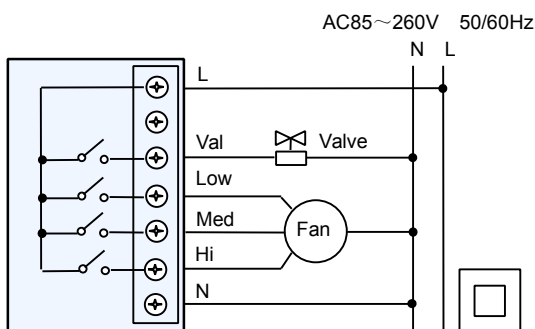 AC85～260V 50/60Hz
N L
L
Val Valve
Low
Med Fan
Hi
N